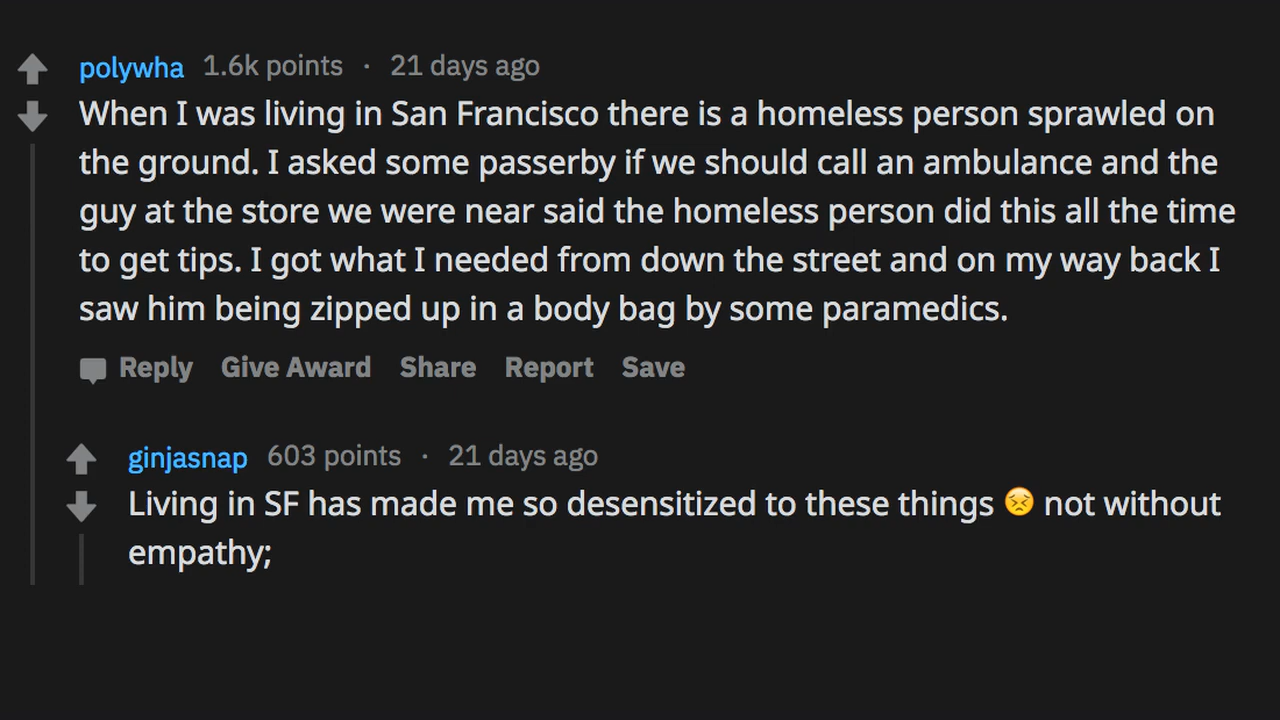 polywha 1.6k points · 21 days ago
When I was living in San Francisco there is a homeless person sprawled on
the ground. I asked some passerby if we should call an ambulance and the
guy at the store we were near said the homeless person did this all the time
to get tips. I got what I needed from down the street and on my way back I
saw him being zipped up in a body bag by some paramedics.
Reply Give Award Share Report Save
ginjasnap 603 points · 21 days ago
Living in SF has made me so desensitized to these things 😣 not without
empathy;